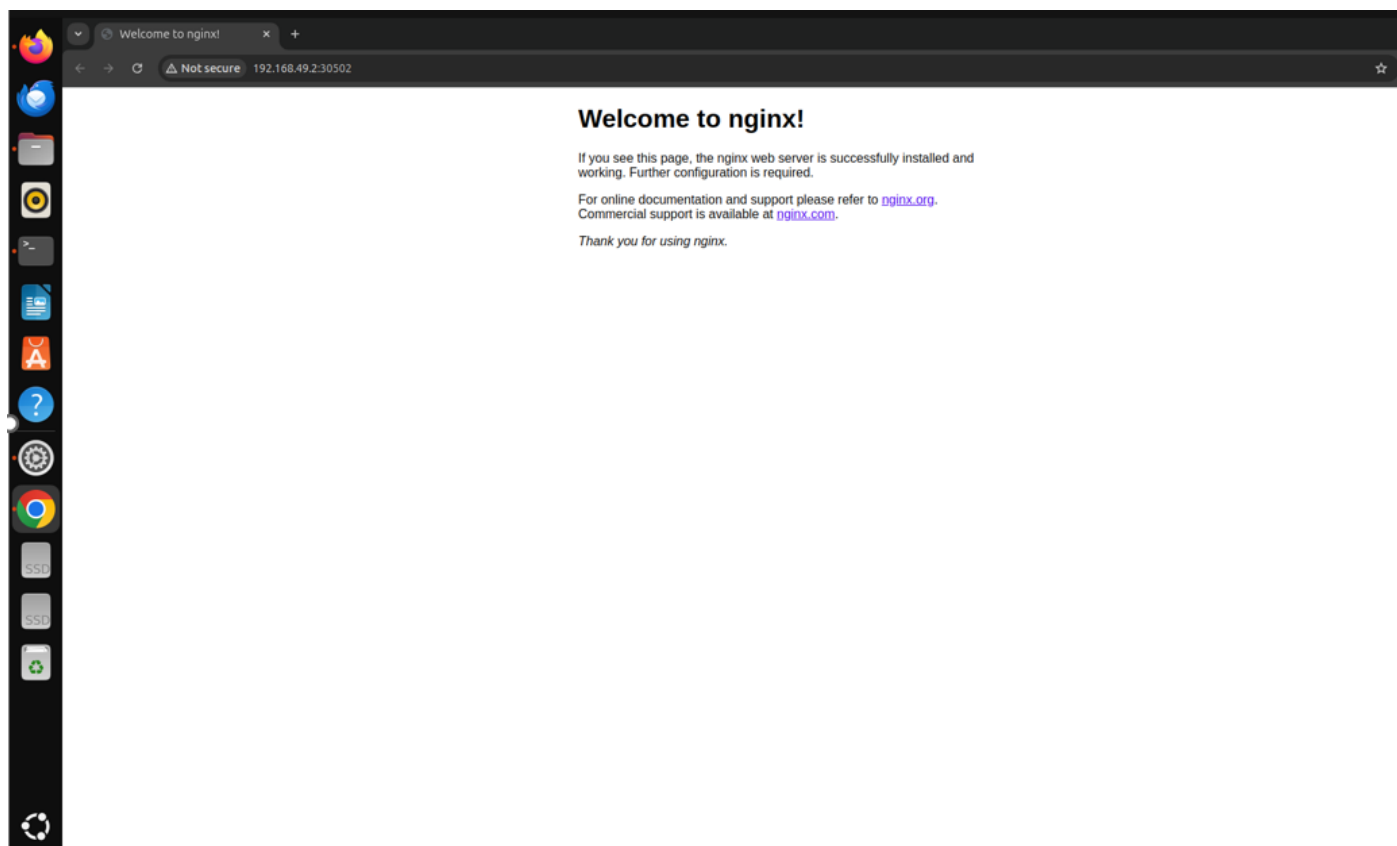 Welcome to nginx!
Not secure 192.168.49.2:30502
Welcome to nginx!
If you see this page, the nginx web server is successfully installed and
working. Further configuration is required.
For online documentation and support please refer to nginx.org.
Commercial support is available at nginx.com.
Thank you for using nginx.
SSD
SSD